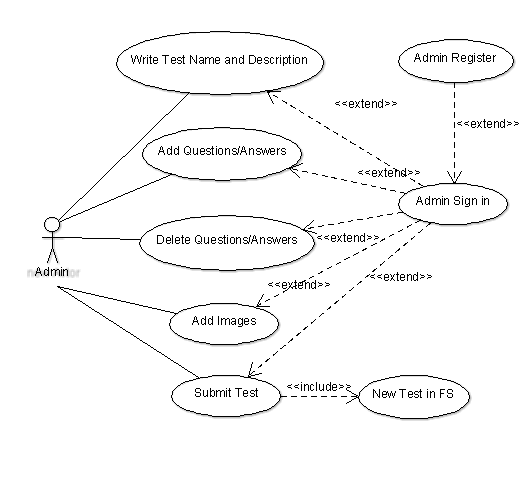 Write Test Name and Description
Admin Register
<<extend>>
<<extend>>
Add Questions/Answers
<<extend>>
Admin Sign in
Delete Questions/Answers
<<extend>>
Admin
<<extend>>
<<extend>>
Add Images
<<include>>
Submit Test
New Test in FS